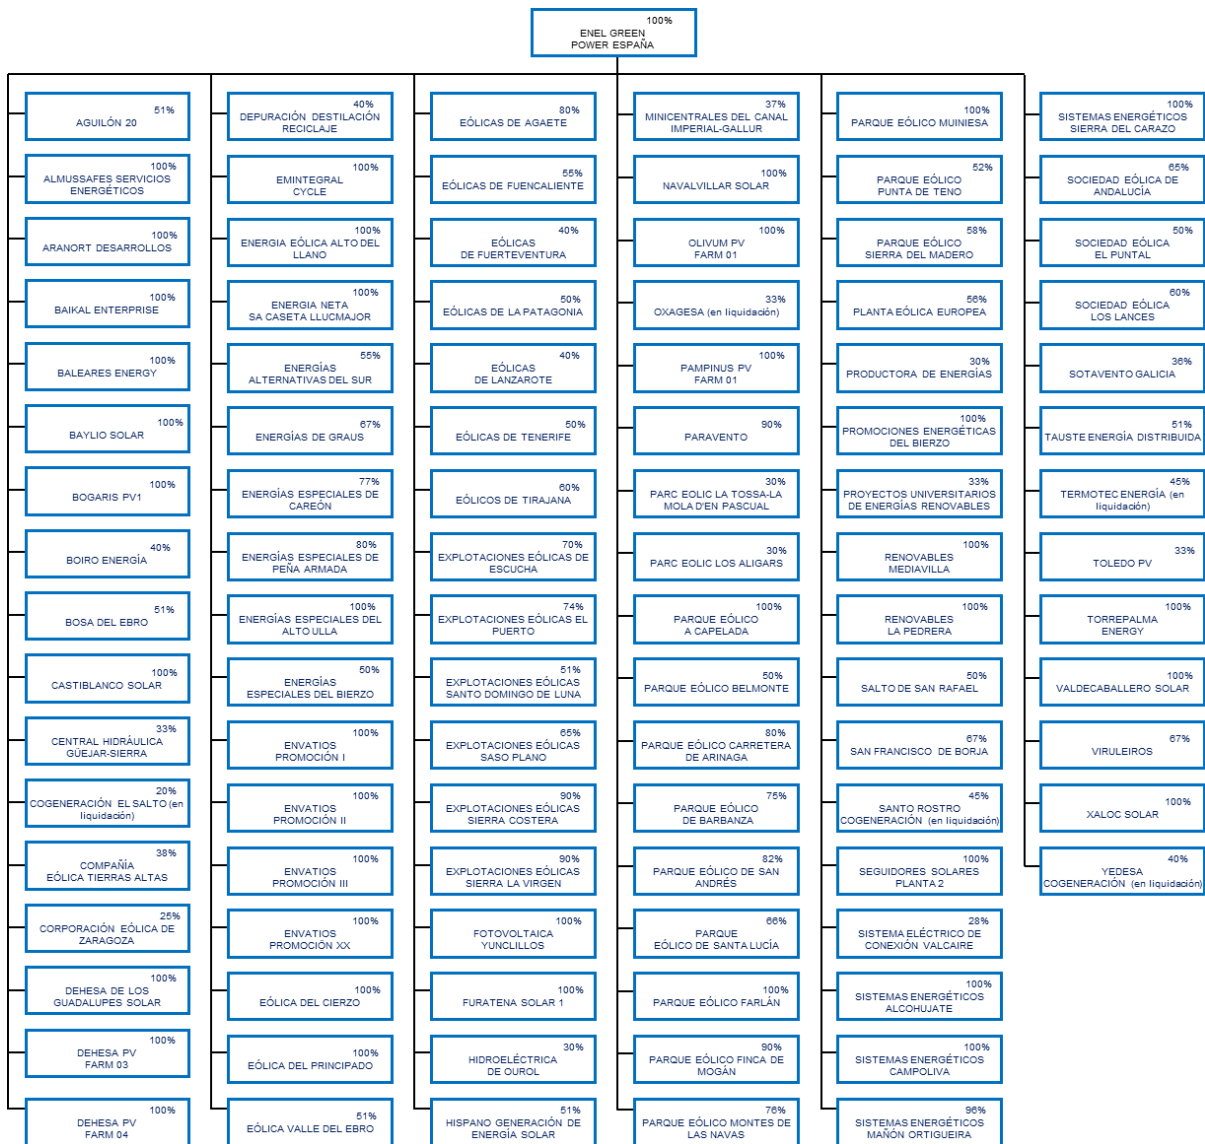 100%
ENEL GREEN
POWER ESPAÑA
51%
AGUILÓN 20
100%
ALMUSSAFES SERVICIOS
ENERGÉTICOS
100%
ARANORT DESARROLLOS
100%
BAIKAL ENTERPRISE
100%
BALEARES ENERGY
100%
BAYLIO SOLAR
100%
BOGARIS PV1
40%
BOIRO ENERGÍA
51%
BOSA DEL EBRO
100%
CASTIBLANCO SOLAR
33%
CENTRAL HIDRÁULICA
GÜEJAR-SIERRA
20%
COGENERACIÓN EL SALTO (en
liquidación)
38%
COMPAÑÍA
EÓLICA TIERRAS ALTAS
25%
CORPORACIÓN EÓLICA DE
ZARAGOZA
100%
DEHESA DE LOS
GUADALUPES SOLAR
100%
DEHESA PV
FARM 03
100%
DEHESA PV
FARM 04
40%
DEPURACIÓN DESTILACIÓN
RECICLAJE
100%
EMINTEGRAL
CYCLE
100%
ENERGIA EÓLICA ALTO DEL
LLANO
100%
ENERGIA NETA
SA CASETA LLUCMAJOR
55%
ENERGÍAS
ALTERNATIVAS DEL SUR
67%
ENERGÍAS DE GRAUS
77%
ENERGÍAS ESPECIALES DE
CAREÓN
80%
ENERGÍAS ESPECIALES DE
PEÑA ARMADA
100%
ENERGÍAS ESPECIALES DEL
ALTO ULLA
50%
ENERGÍAS
ESPECIALES DEL BIERZO
100%
ENVATIOS
PROMOCIÓN I
100%
ENVATIOS
PROMOCIÓN II
100%
ENVATIOS
PROMOCIÓN III
100%
ENVATIOS
PROMOCIÓN XX
100%
EÓLICA DEL CIERZO
100%
EÓLICA DEL PRINCIPADO
51%
EÓLICA VALLE DEL EBRO
80%
EÓLICAS DE AGAETE
55%
EÓLICAS DE FUENCALIENTE
40%
EÓLICAS
DE FUERTEVENTURA
50%
EÓLICAS DE LA PATAGONIA
40%
EÓLICAS
DE LANZAROTE
50%
EÓLICAS DE TENERIFE
60%
EÓLICOS DE TIRAJANA
70%
EXPLOTACIONES EÓLICAS DE
ESCUCHA
74%
EXPLOTACIONES EÓLICAS EL
PUERTO
51%
EXPLOTACIONES EÓLICAS
SANTO DOMINGO DE LUNA
65%
EXPLOTACIONES EÓLICAS
SASO PLANO
90%
EXPLOTACIONES EÓLICAS
SIERRA COSTERA
90%
EXPLOTACIONES EÓLICAS
SIERRA LA VIRGEN
100%
FOTOVOLTAICA
YUNCLILLOS
100%
FURATENA SOLAR 1
30%
HIDROELÉCTRICA
DE OUROL
51%
HISPANO GENERACIÓN DE
ENERGÍA SOLAR
37%
MINICENTRALES DEL CANAL
IMPERIAL-GALLUR
100%
NAVALVILLAR SOLAR
100%
OLIVUM PV
FARM 01
33%
OXAGESA (en liquidación)
100%
PAMPINUS PV
FARM 01
90%
PARAVENTO
30%
PARC EOLIC LA TOSSA-LA
MOLA D'EN PASCUAL
30%
PARC EOLIC LOS ALIGARS
100%
PARQUE EÓLICO
A CAPELADA
50%
PARQUE EÓLICO BELMONTE
80%
PARQUE EÓLICO CARRETERA
DE ARINAGA
75%
PARQUE EÓLICO
DE BARBANZA
82%
PARQUE EÓLICO DE SAN
ANDRÉS
66%
PARQUE
EÓLICO DE SANTA LUCÍA
100%
PARQUE EÓLICO FARLÁN
90%
PARQUE EÓLICO FINCA DE
MOGÁN
76%
PARQUE EÓLICO MONTES DE
LAS NAVAS
100%
PARQUE EÓLICO MUINIESA
52%
PARQUE EÓLICO
PUNTA DE TENO
58%
PARQUE EÓLICO
SIERRA DEL MADERO
56%
PLANTA EÓLICA EUROPEA
30%
PRODUCTORA DE ENERGÍAS
100%
PROMOCIONES ENERGÉTICAS
DEL BIERZO
33%
PROYECTOS UNIVERSITARIOS
DE ENERGÍAS RENOVABLES
100%
RENOVABLES
MEDIAVILLA
100%
RENOVABLES
LA PEDRERA
50%
SALTO DE SAN RAFAEL
67%
SAN FRANCISCO DE BORJA
45%
SANTO ROSTRO
COGENERACIÓN (en liquidación)
100%
SEGUIDORES SOLARES
PLANTA 2
28%
SISTEMA ELÉCTRICO DE
CONEXIÓN VALCAIRE
100%
SISTEMAS ENERGÉTICOS
ALCOHUJATE
100%
SISTEMAS ENERGÉTICOS
CAMPOLIVA
96%
SISTEMAS ENERGÉTICOS
MAÑÓN ORTIGUEIRA
100%
SISTEMAS ENERGÉTICOS
SIERRA DEL CARAZO
65%
SOCIEDAD EÓLICA DE
ANDALUCÍA
50%
SOCIEDAD EÓLICA
EL PUNTAL
60%
SOCIEDAD EÓLICA
LOS LANCES
36%
SOTAVENTO GALICIA
51%
TAUSTE ENERGÍA DISTRIBUIDA
45%
TERMOTEC ENERGÍA (en
liquidación)
33%
TOLEDO PV
100%
TORREPALMA
ENERGY
100%
VALDECABALLERO SOLAR
67%
VIRULEIROS
100%
XALOC SOLAR
40%
YEDESA
COGENERACIÓN (en liquidación)